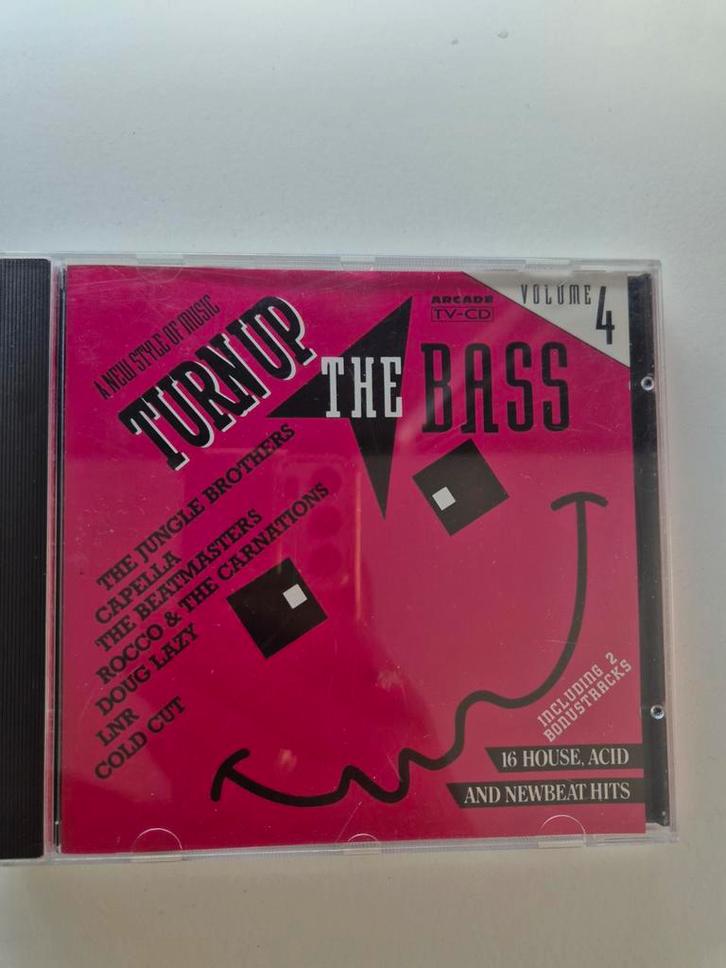 A NEW STYLE OF MUSIC
TURN UP
THE BASS
ARCADE
TV-CD
VOLUME 4
THE JUNGLE BROTHERS
CAPELLA
THE BEATMASTERS
ROCCO & THE CARNATIONS
DOUG LAZY
LNR
COLD CUT
INCLUDING 2
BONUSTRACKS
16 HOUSE, ACID
AND NEWBEAT HITS